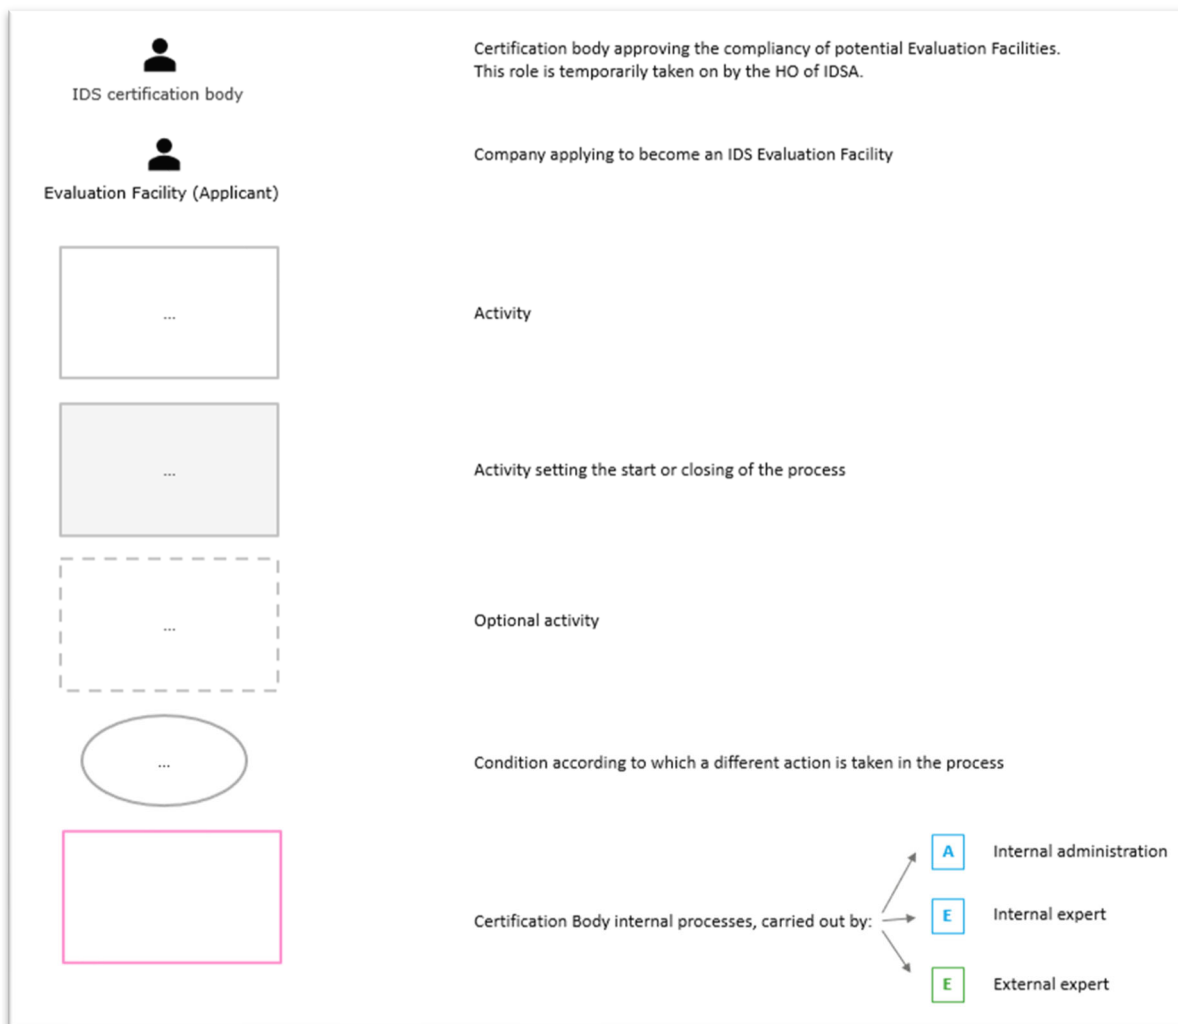 Certification body approving the compliancy of potential Evaluation Facilities.
This role is temporarily taken on by the HO of IDSA.
IDS certification body
Company applying to become an IDS Evaluation Facility
Evaluation Facility (Applicant)
...
Activity
...
Activity setting the start or closing of the process
...
Optional activity
...
Condition according to which a different action is taken in the process
A Internal administration
Certification Body internal processes, carried out by:
E Internal expert
E External expert